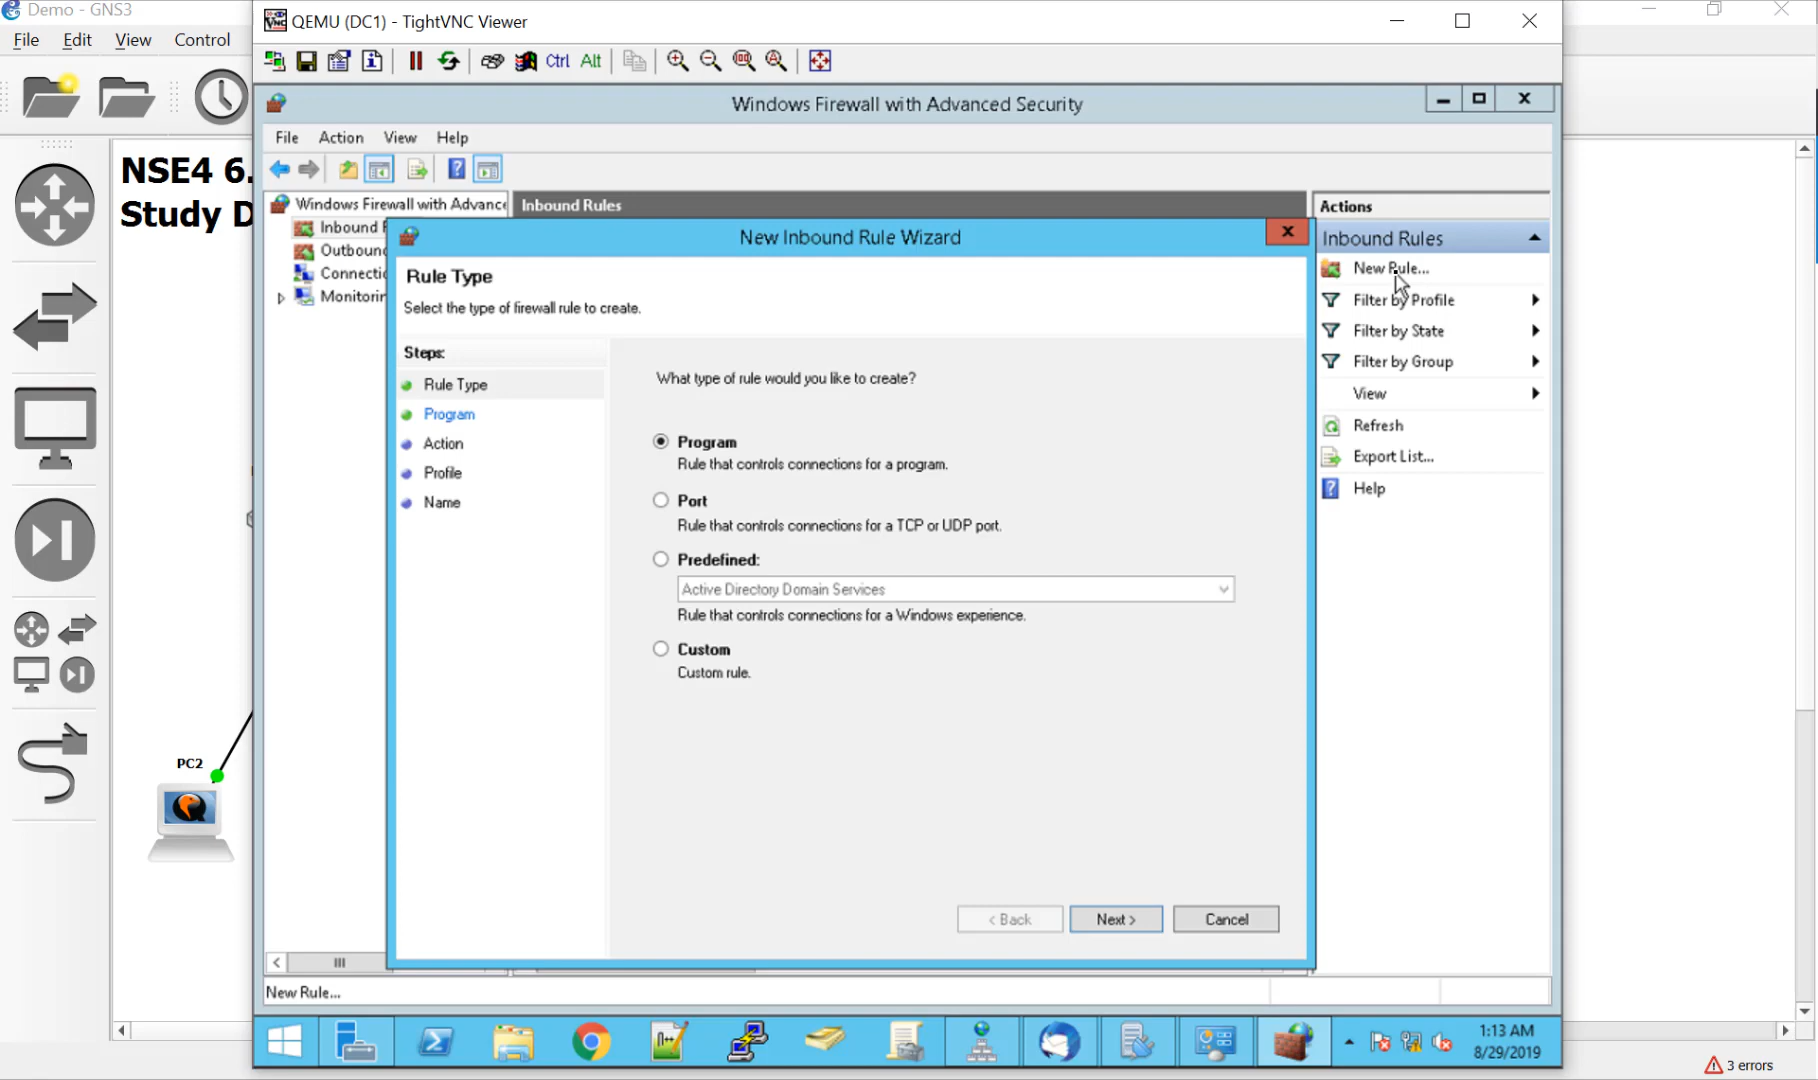 Demo - GNS3
File Edit View Control
NSE4 6.
Study D
PC2
3 errors
QEMU (DC1) - TightVNC Viewer
Ctrl Alt
Windows Firewall with Advanced Security
File Action View Help
Windows Firewall with Advance
Inbound R
Outbound
Connectio
Monitorin
Inbound Rules
New Inbound Rule Wizard
Rule Type
Select the type of firewall rule to create.
Steps:
Rule Type
Program
Action
Profile
Name
What type of rule would you like to create?
Program
Rule that controls connections for a program.
Port
Rule that controls connections for a TCP or UDP port.
Predefined:
Active Directory Domain Services
Rule that controls connections for a Windows experience.
Custom
Custom rule.
< Back Next > Cancel
Actions
Inbound Rules
New Rule...
Filter by Profile
Filter by State
Filter by Group
View
Refresh
Export List...
Help
New Rule...
1:13 AM
8/29/2019